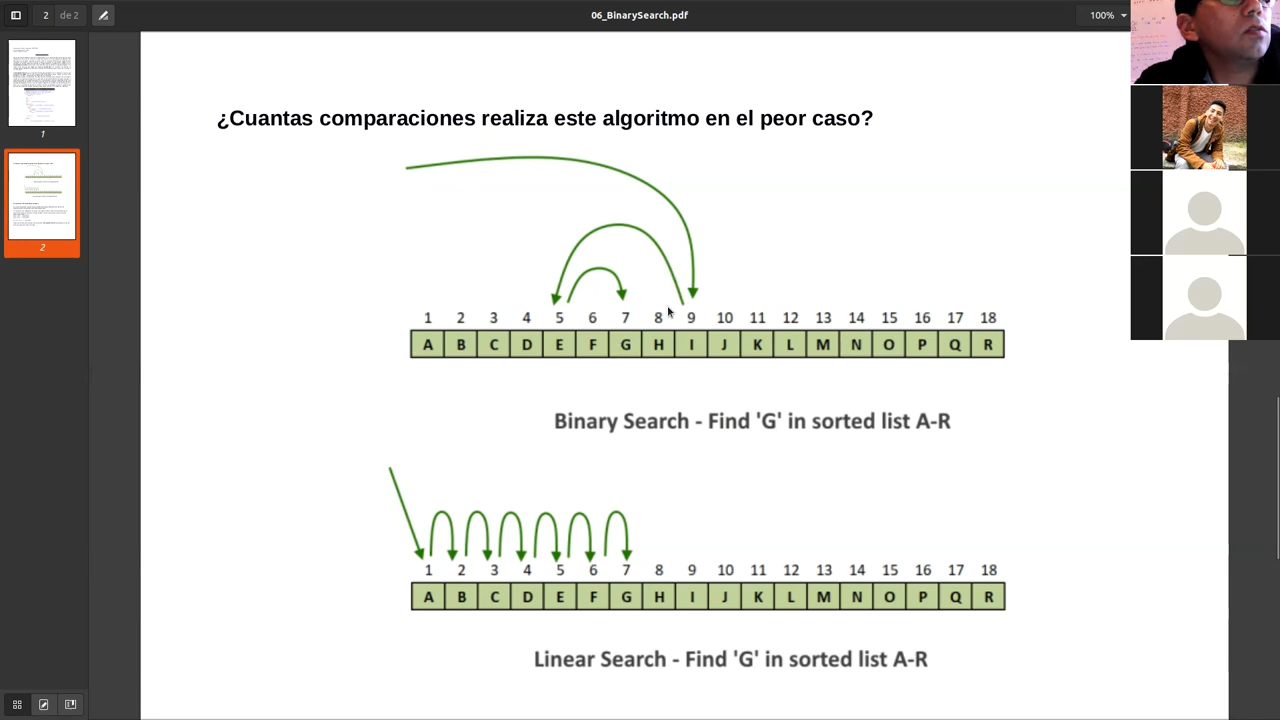 2 de 2
06_BinarySearch.pdf
100%
1
2
¿Cuantas comparaciones realiza este algoritmo en el peor caso?
1 2 3 4 5 6 7 8 9 10 11 12 13 14 15 16 17 18
A B C D E F G H I J K L M N O P Q R
Binary Search - Find 'G' in sorted list A-R
1 2 3 4 5 6 7 8 9 10 11 12 13 14 15 16 17 18
A B C D E F G H I J K L M N O P Q R
Linear Search - Find 'G' in sorted list A-R